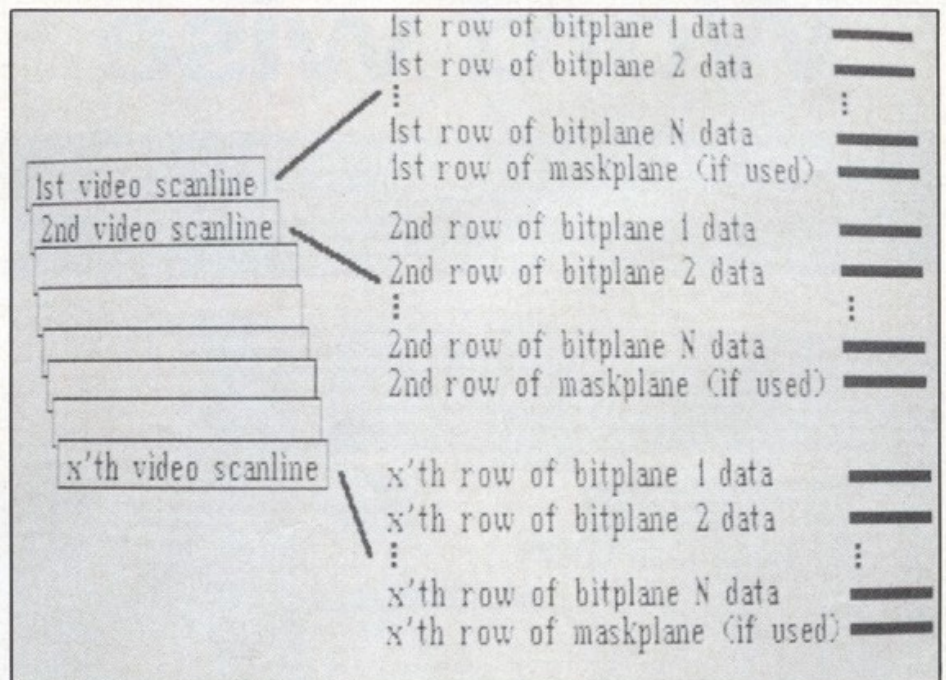 1st row of bitplane 1 data
1st row of bitplane 2 data
⋮
1st row of bitplane N data
1st row of maskplane (if used)
1st video scanline
2nd video scanline
2nd row of bitplane 1 data
2nd row of bitplane 2 data
⋮
2nd row of bitplane N data
2nd row of maskplane (if used)
x'th video scanline
x'th row of bitplane 1 data
x'th row of bitplane 2 data
⋮
x'th row of bitplane N data
x'th row of maskplane (if used)